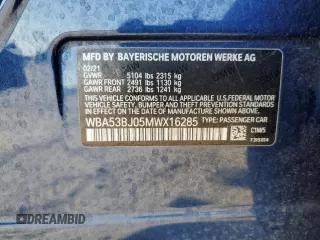 MFD BY BAYERISCHE MOTOREN WERKE AG
02/21
GVWR 5104 lbs 2315 kg
GAWR FRONT 2491 lbs 1130 kg
GAWR REAR 2736 lbs 1241 kg
THIS VEHICLE CONFORMS TO ALL APPLICABLE
FEDERAL MOTOR VEHICLE SAFETY, BUMPER, AND
THEFT PREVENTION STANDARDS IN EFFECT ON THE
DATE OF MANUFACTURE SHOWN ABOVE.
WBA53BJ05MWX16285 TYPE: PASSENGER CAR
DREAMBID